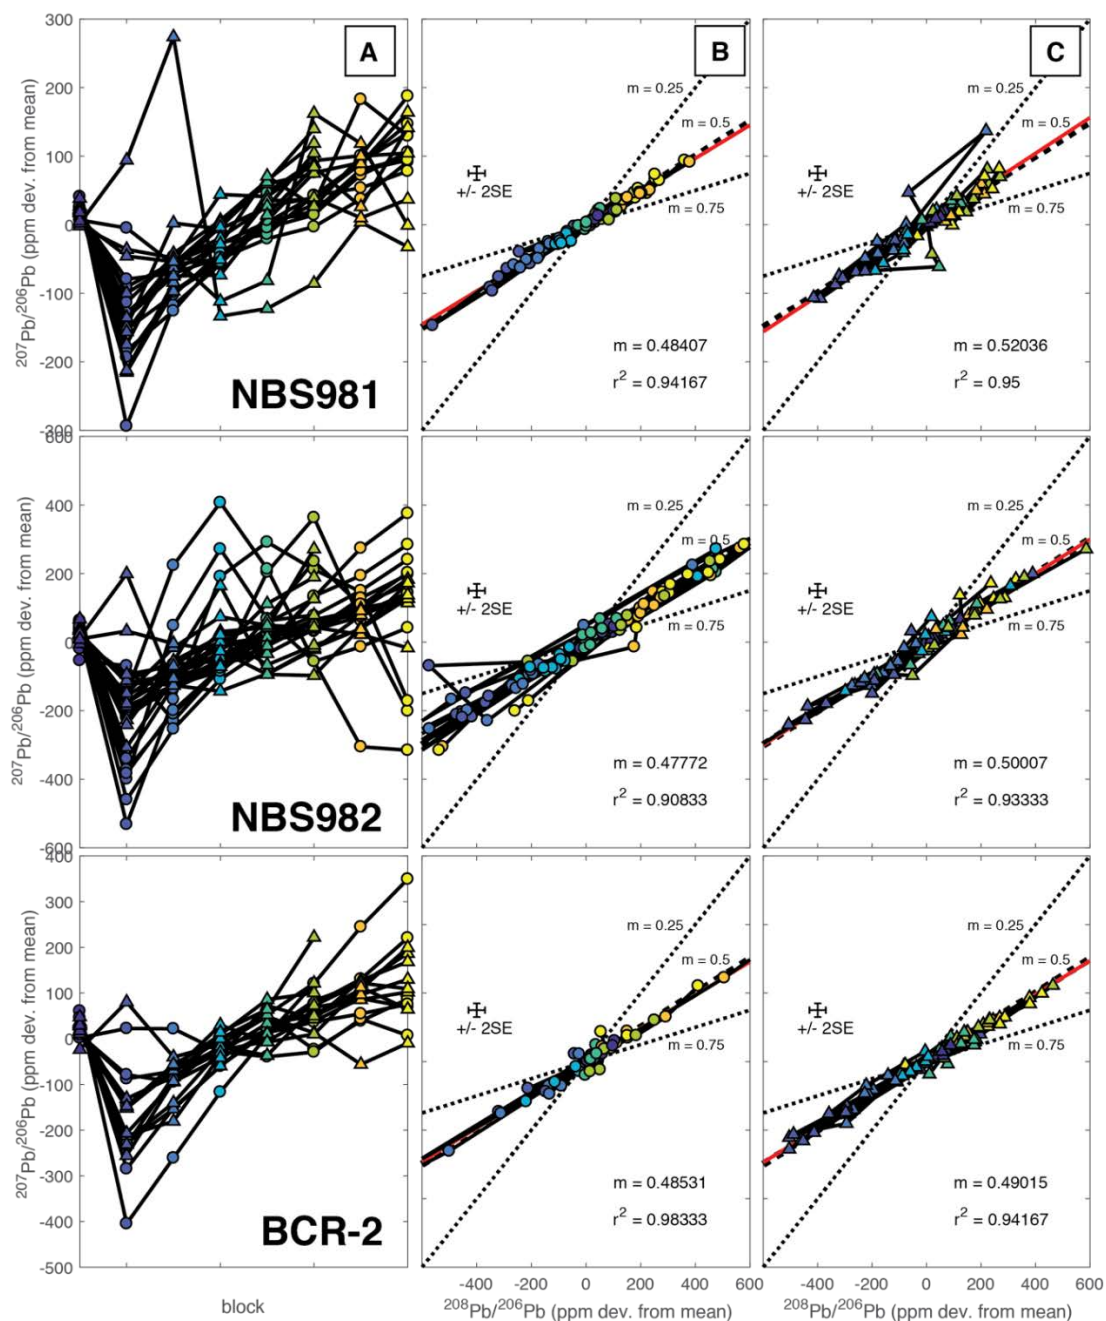 A
B
C
300
200
100
0
-100
-200
-300
²⁰⁷Pb/²⁰⁶Pb (ppm dev. from mean)
NBS981
m = 0.25
m = 0.5
m = 0.75
+/- 2SE
m = 0.48407
r² = 0.94167
m = 0.25
m = 0.5
m = 0.75
+/- 2SE
m = 0.52036
r² = 0.95
600
400
200
0
-200
-400
-600
²⁰⁷Pb/²⁰⁶Pb (ppm dev. from mean)
NBS982
m = 0.25
m = 0.5
m = 0.75
+/- 2SE
m = 0.47772
r² = 0.90833
m = 0.25
m = 0.5
m = 0.75
+/- 2SE
m = 0.50007
r² = 0.93333
400
300
200
100
0
-100
-200
-300
-400
-500
²⁰⁷Pb/²⁰⁶Pb (ppm dev. from mean)
BCR-2
m = 0.25
m = 0.5
m = 0.75
+/- 2SE
m = 0.48531
r² = 0.98333
m = 0.25
m = 0.5
m = 0.75
+/- 2SE
m = 0.49015
r² = 0.94167
-400 -200 0 200 400 600
-400 -200 0 200 400 600
block
²⁰⁸Pb/²⁰⁶Pb (ppm dev. from mean)
²⁰⁸Pb/²⁰⁶Pb (ppm dev. from mean)